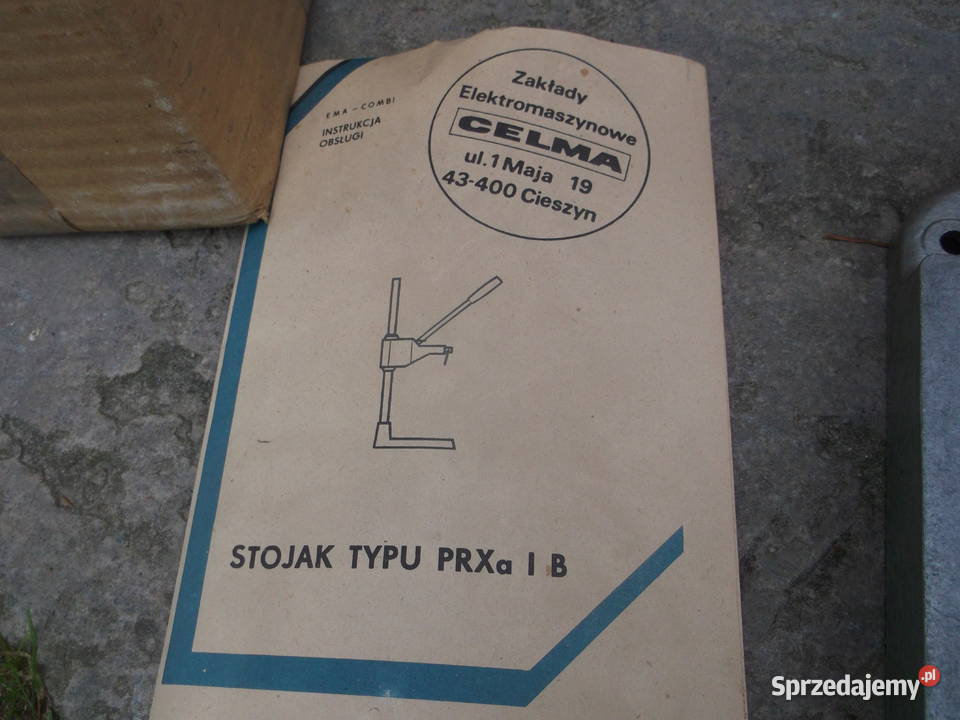 EMA - COMBI
INSTRUKCJA
OBSŁUGI
Zakłady
Elektromaszynowe
CELMA
ul. 1 Maja 19
43-400 Cieszyn
STOJAK TYPU PRXa I B
Sprzedajemy.pl